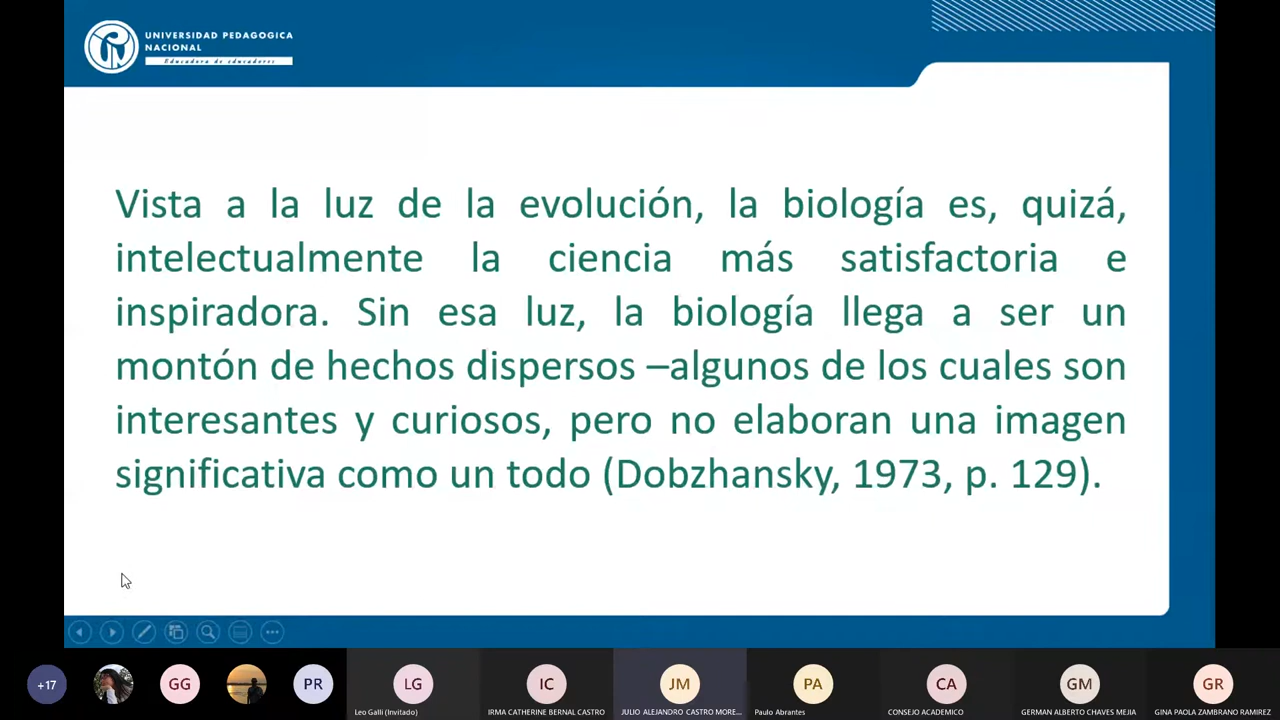 UNIVERSIDAD PEDAGOGICA
NACIONAL
Educadora de educadores
Vista a la luz de la evolución, la biología es, quizá,
intelectualmente la ciencia más satisfactoria e
inspiradora. Sin esa luz, la biología llega a ser un
montón de hechos dispersos –algunos de los cuales son
interesantes y curiosos, pero no elaboran una imagen
significativa como un todo (Dobzhansky, 1973, p. 129).
+17
GG
PR
LG
IC
JM
PA
CA
GM
GR
Leo Galli (Invitado)
IRMA CATHERINE BERNAL CASTRO
JULIO ALEJANDRO CASTRO MORE...
Paulo Abrantes
CONSEJO ACADEMICO
GERMAN ALBERTO CHAVES MEJIA
GINA PAOLA ZAMBRANO RAMIREZ